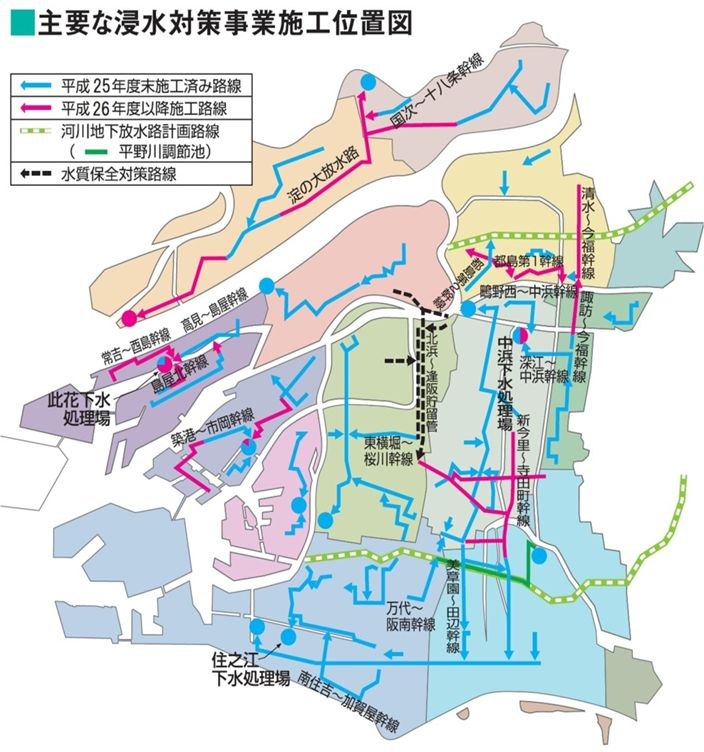 ■主要な浸水対策事業施工位置図
平成25年度末施工済み路線
平成26年度以降施工路線
河川地下放水路計画路線
(　平野川調節池)
水質保全対策路線
国次〜十八条幹線
淀の大放水路
清水〜今福幹線
都島第1幹線
都島第2幹線
鴫野西〜中浜幹線
諏訪〜今福幹線
高見〜島屋幹線
常吉〜酉島幹線
島屋北幹線
此花下水
処理場
築港〜市岡幹線
北浜〜逢阪貯留管
中浜下水処理場
深江〜
中浜幹線
東横堀〜
桜川幹線
新今里〜寺田町幹線
美章園〜田辺幹線
万代〜
阪南幹線
住之江
下水処理場
南住吉〜加賀屋幹線